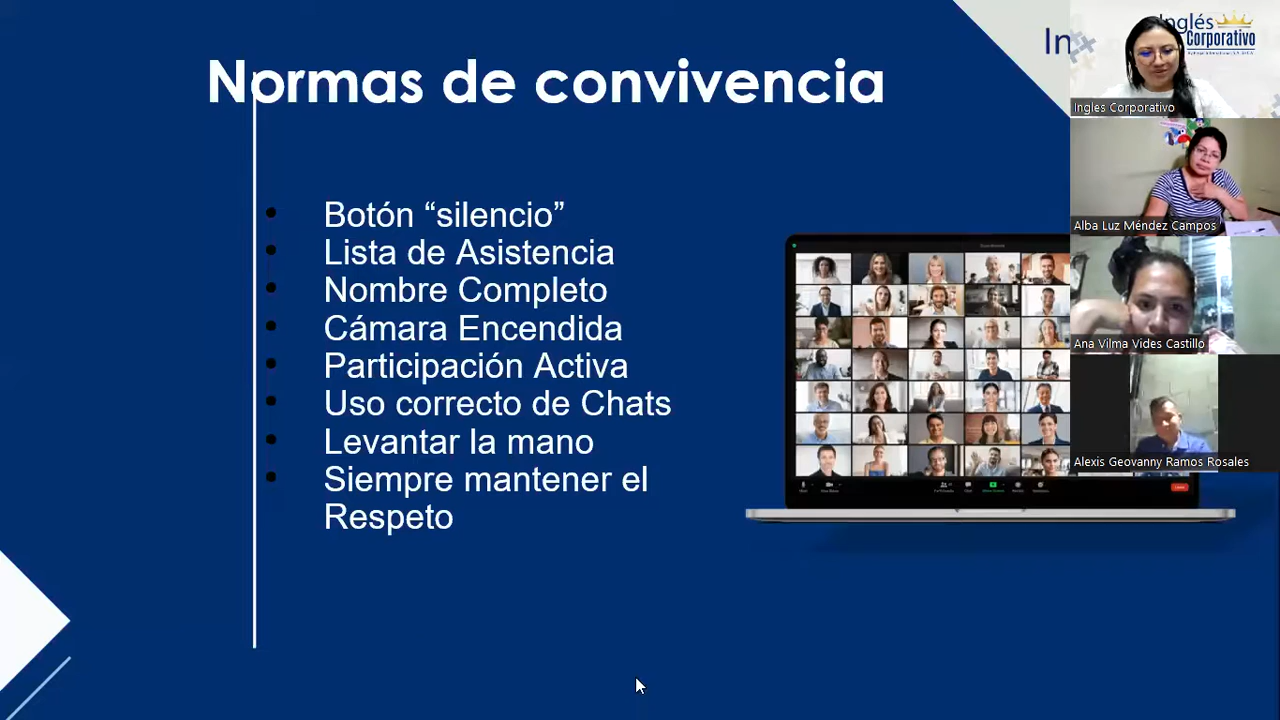 Normas de convivencia
Botón “silencio”
Lista de Asistencia
Nombre Completo
Cámara Encendida
Participación Activa
Uso correcto de Chats
Levantar la mano
Siempre mantener el
Respeto
In
Inglés
Corporativo
Ingles Corporativo
Alba Luz Méndez Campos
Ana Vilma Vides Castillo
Alexis Geovanny Ramos Rosales